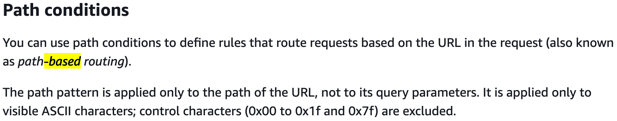 Path conditions
You can use path conditions to define rules that route requests based on the URL in the request (also known
as path-based routing).
The path pattern is applied only to the path of the URL, not to its query parameters. It is applied only to
visible ASCII characters; control characters (0x00 to 0x1f and 0x7f) are excluded.